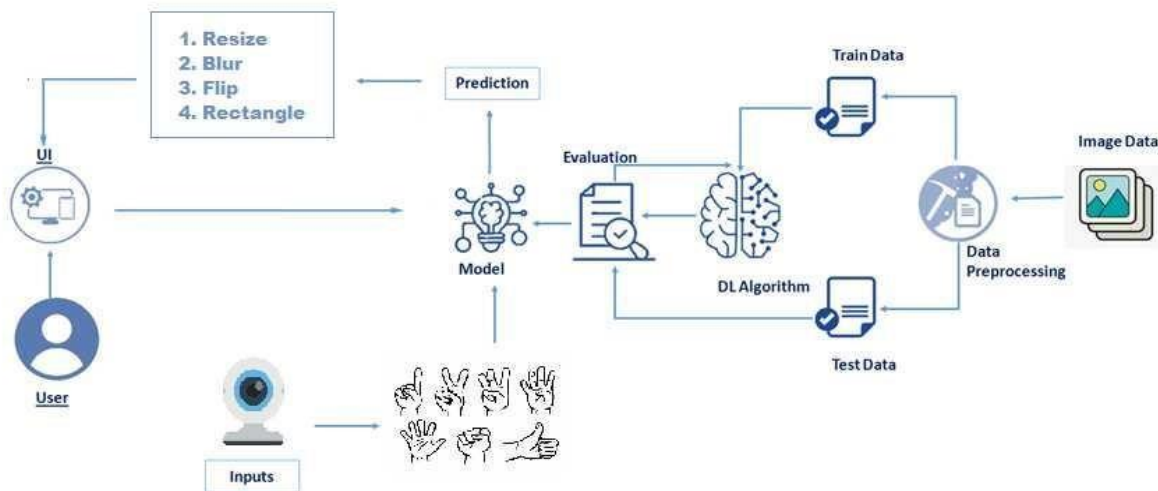 1. Resize
2. Blur
3. Flip
4. Rectangle
Prediction
Train Data
Image Data
UI
Evaluation
Model
DL Algorithm
Data
Preprocessing
Test Data
User
Inputs